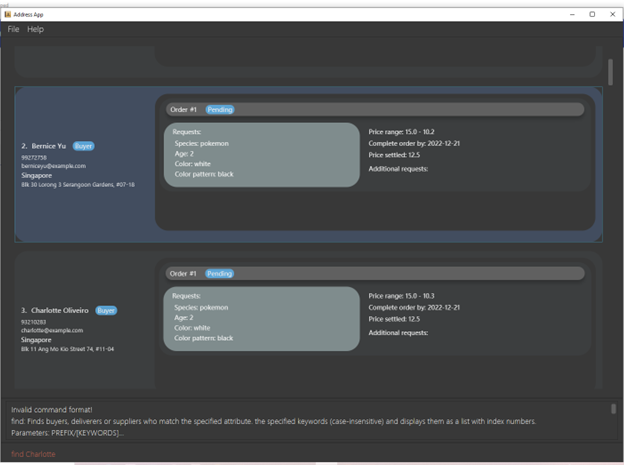 Address App
File Help
Order #1 Pending
Requests:
Species: pokemon
Age: 2
Color: white
Color pattern: black
Price range: 15.0 - 10.2
Complete order by: 2022-12-21
Price settled: 12.5
Additional requests:
2. Bernice Yu Buyer
99272758
berniceyu@example.com
Singapore
Blk 30 Lorong 3 Serangoon Gardens, #07-18
Order #1 Pending
Requests:
Species: pokemon
Age: 2
Color: white
Color pattern: black
Price range: 15.0 - 10.3
Complete order by: 2022-12-21
Price settled: 12.5
Additional requests:
3. Charlotte Oliveiro Buyer
93210283
charlotte@example.com
Singapore
Blk 11 Ang Mo Kio Street 74, #11-04
Invalid command format!
find: Finds buyers, deliverers or suppliers who match the specified attribute. the specified keywords (case-insensitive) and displays them as a list with index numbers.
Parameters: PREFIX/[KEYWORDS]...
find Charlotte